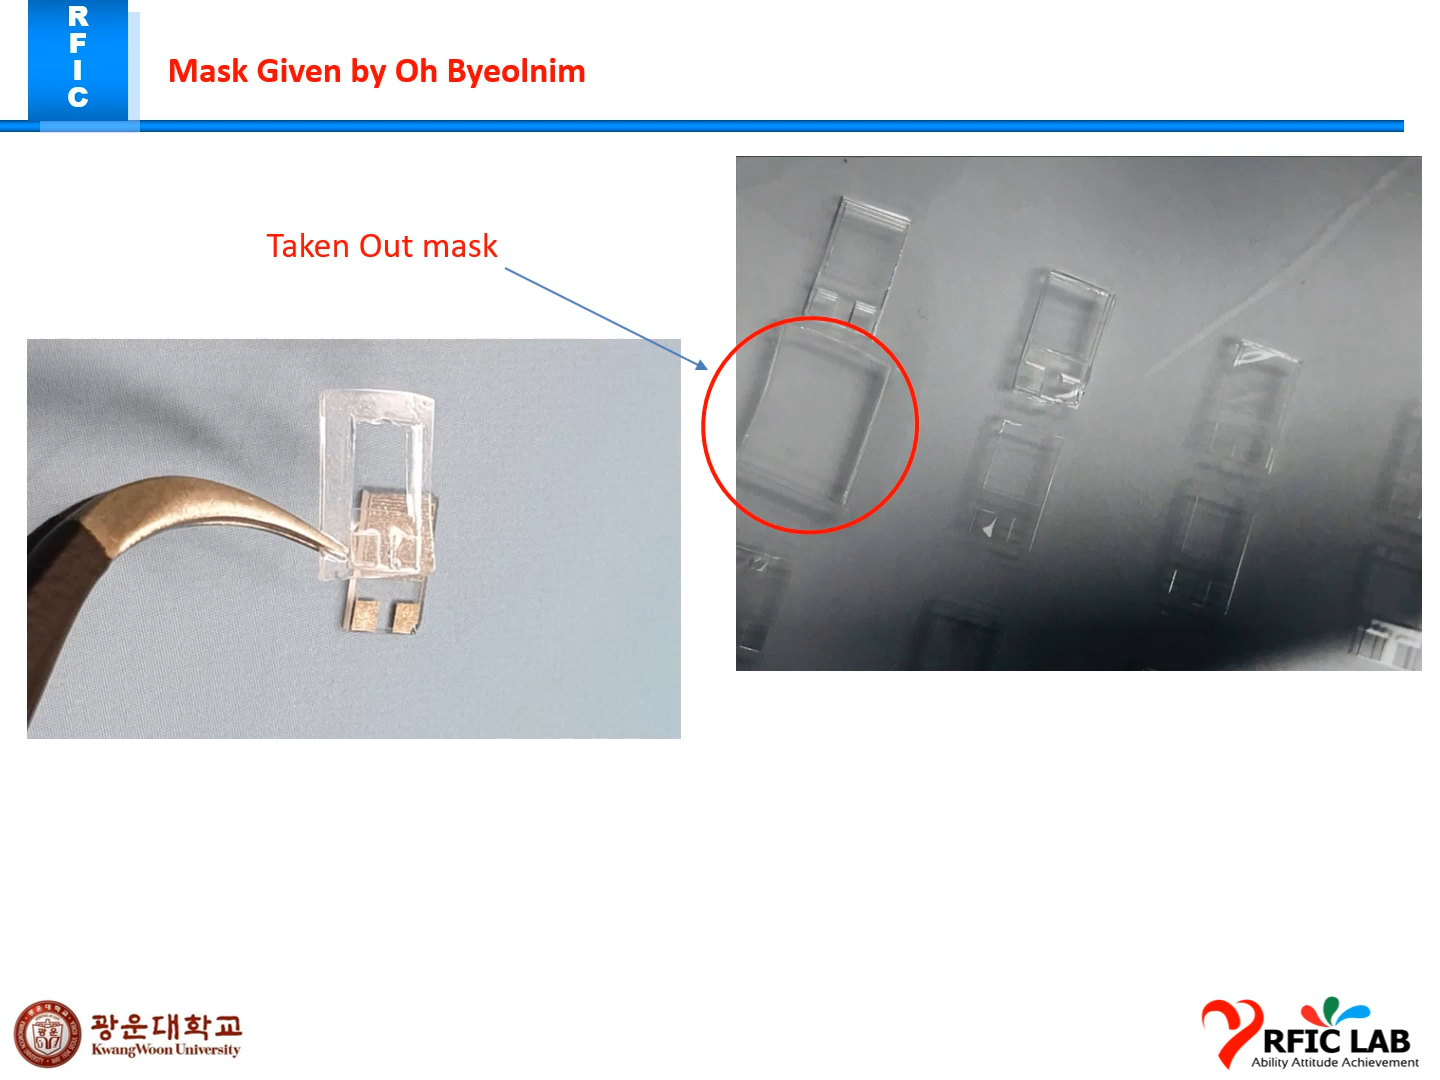 R
F
I
C
Mask Given by Oh Byeolnim
Taken Out mask
광운대학교
KwangWoon University
RFIC LAB
Ability Attitude Achievement